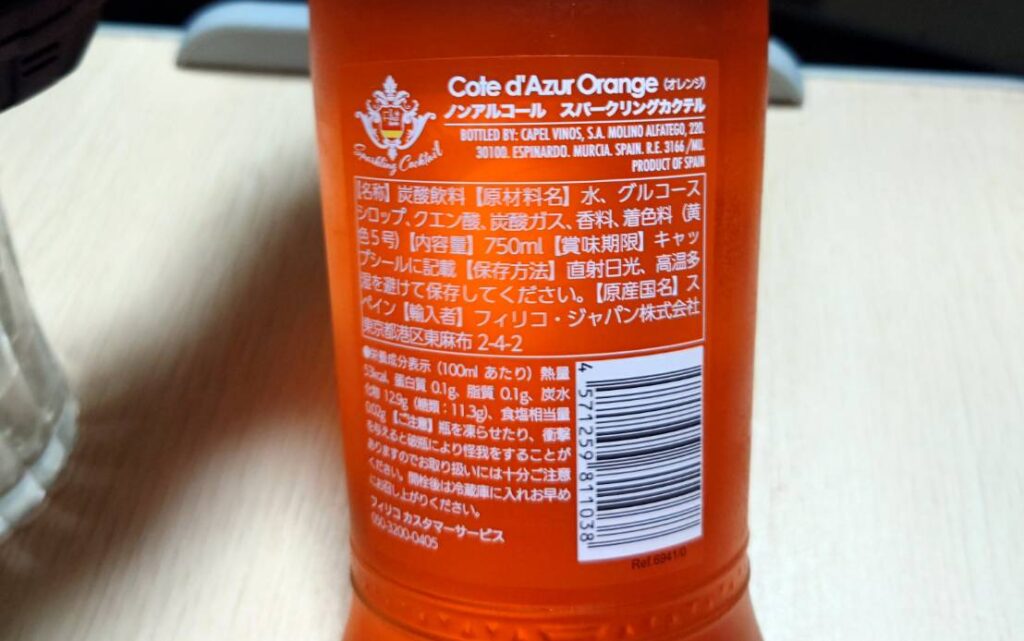 Cote d'Azur Orange (オレンジ)
ノンアルコール スパークリングカクテル
Sparkling Cocktail
BOTTLED BY: CAPEL VINOS, S.A. MOLINO ALFATEGO, 220.
30100. ESPINARDO. MURCIA. SPAIN. R.E. 3166 /MU.
PRODUCT OF SPAIN
【名称】炭酸飲料【原材料名】水、グルコース
シロップ、クエン酸、炭酸ガス、香料、着色料（黄
色5号）【内容量】750ml【賞味期限】キャッ
プシールに記載【保存方法】直射日光、高温多
湿を避けて保存してください。【原産国名】ス
ペイン【輸入者】フィリコ・ジャパン株式会社
東京都港区東麻布 2-4-2
●栄養成分表示（100ml あたり）熱量
53kcal、蛋白質 0.1g、脂質 0.1g、炭水
化物 12.9g（糖類：11.3g）、食塩相当量
0.02g【ご注意】瓶を凍らせたり、衝撃
を与えると破瓶により怪我をすることが
ありますのでお取り扱いには十分ご注意
ください。開栓後は冷蔵庫に入れお早め
にお召し上がりください。
フィリコ カスタマーサービス
050-3200-0405
4 571259 811038
Ref.6941/0